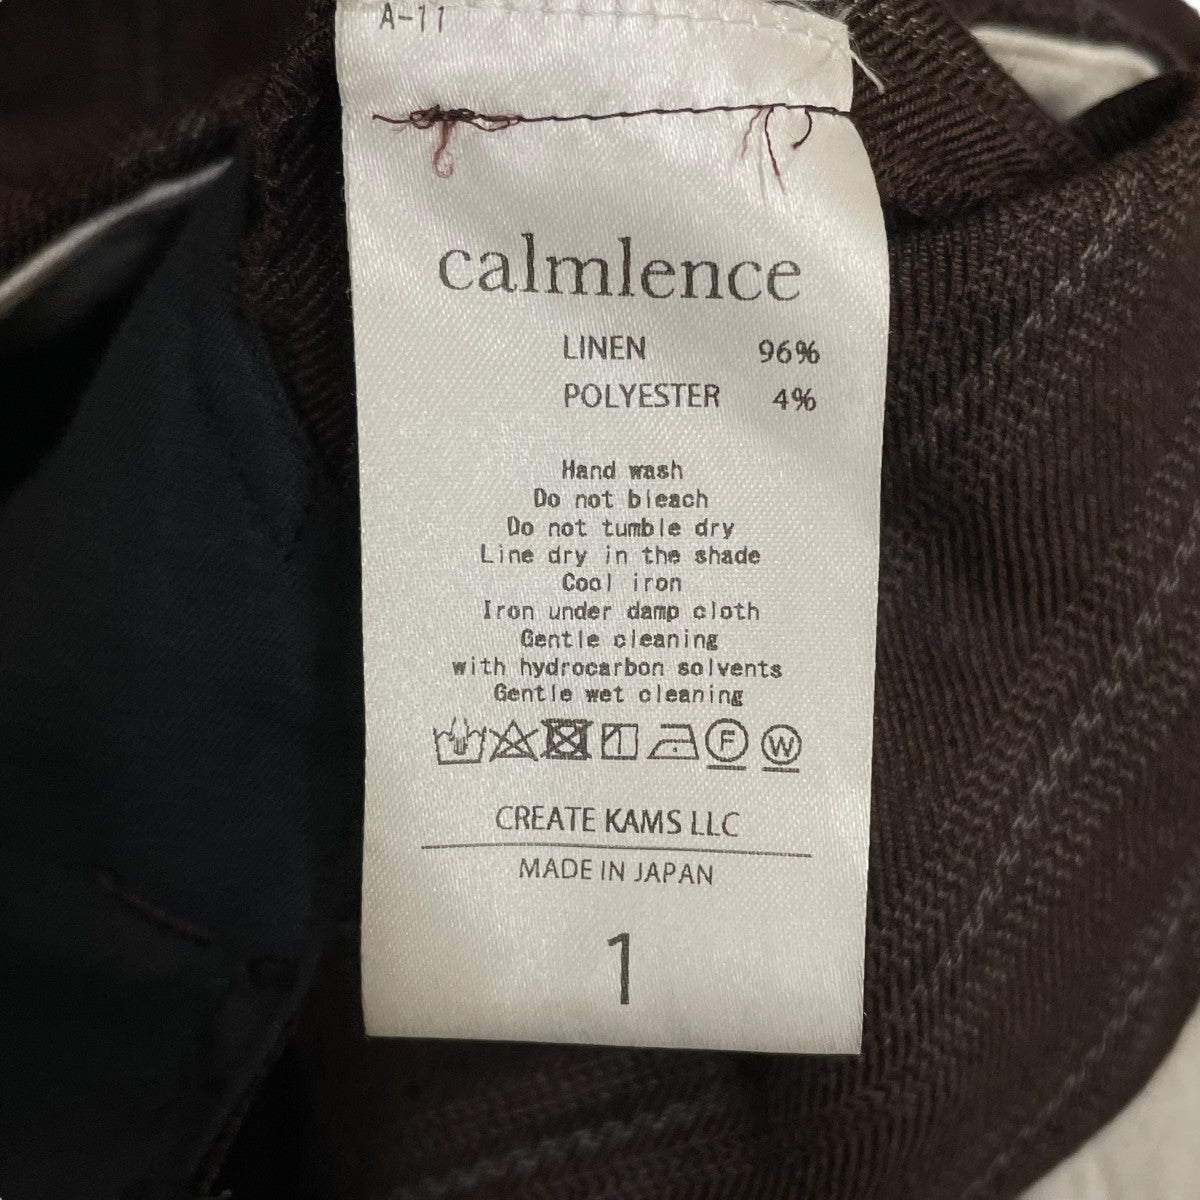 A-11
calmlence
LINEN 96%
POLYESTER 4%
Hand wash
Do not bleach
Do not tumble dry
Line dry in the shade
Cool iron
Iron under damp cloth
Gentle cleaning
with hydrocarbon solvents
Gentle wet cleaning
F W
CREATE KAMS LLC
MADE IN JAPAN
1